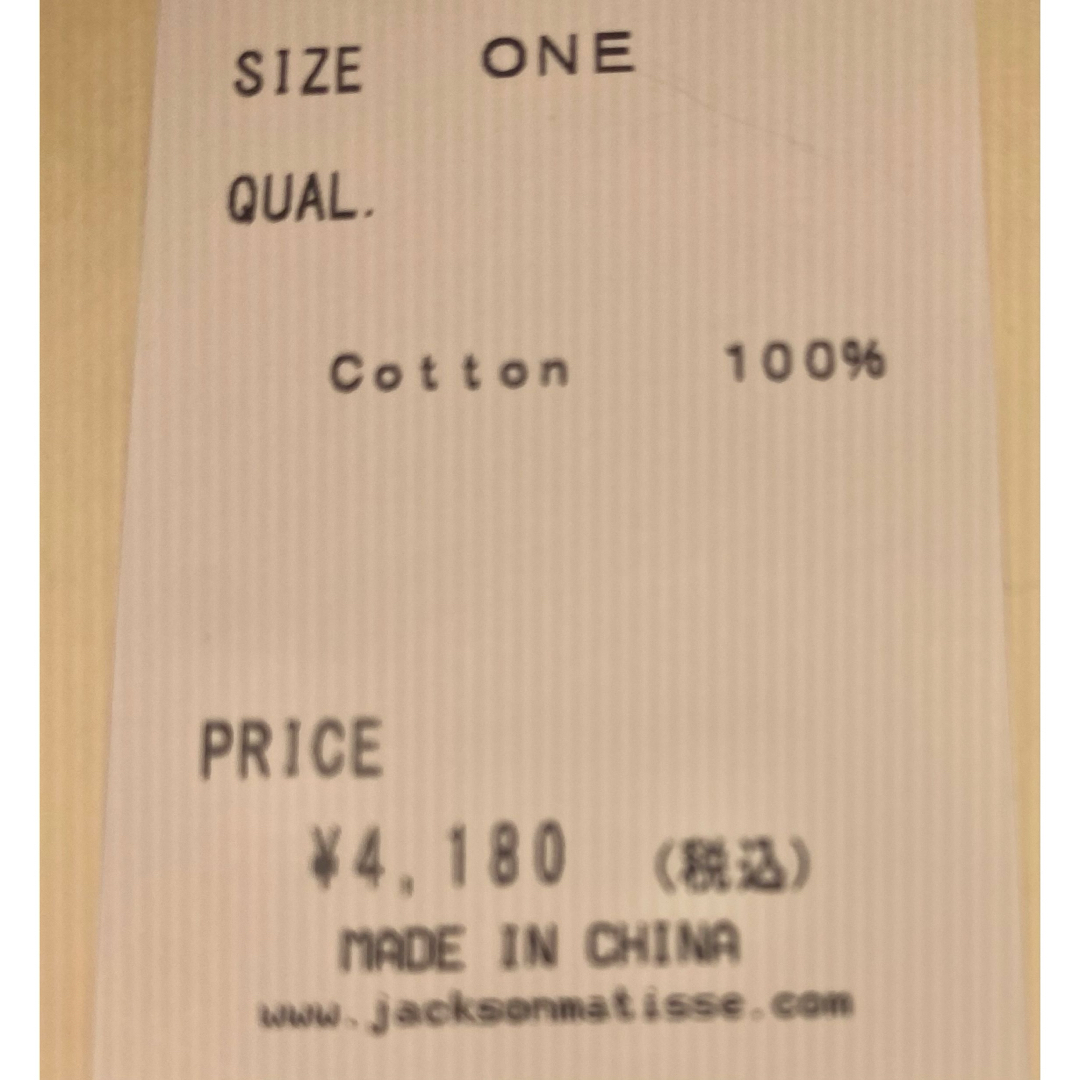 SIZE ONE
QUAL.
Cotton 100%
PRICE
¥4,180 (税込)
MADE IN CHINA
www.jacksonmatisse.com